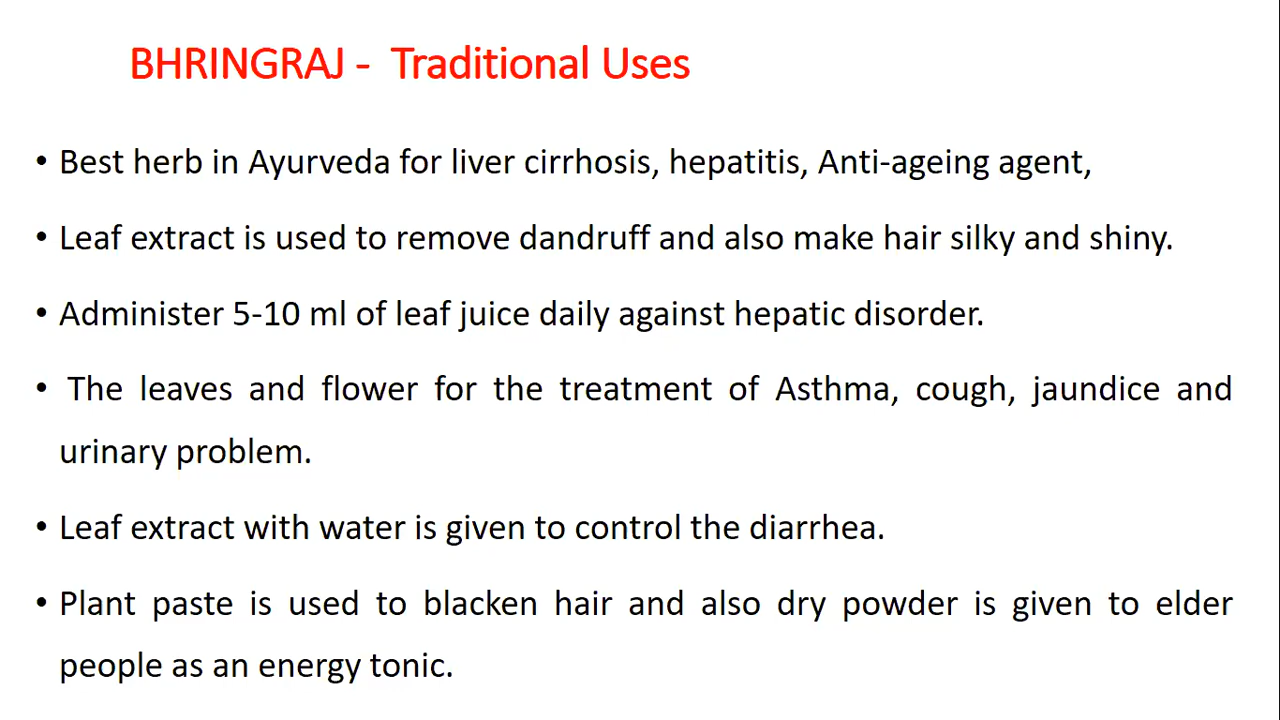 BHRINGRAJ - Traditional Uses
• Best herb in Ayurveda for liver cirrhosis, hepatitis, Anti-ageing agent,
• Leaf extract is used to remove dandruff and also make hair silky and shiny.
• Administer 5-10 ml of leaf juice daily against hepatic disorder.
• The leaves and flower for the treatment of Asthma, cough, jaundice and
urinary problem.
• Leaf extract with water is given to control the diarrhea.
• Plant paste is used to blacken hair and also dry powder is given to elder
people as an energy tonic.